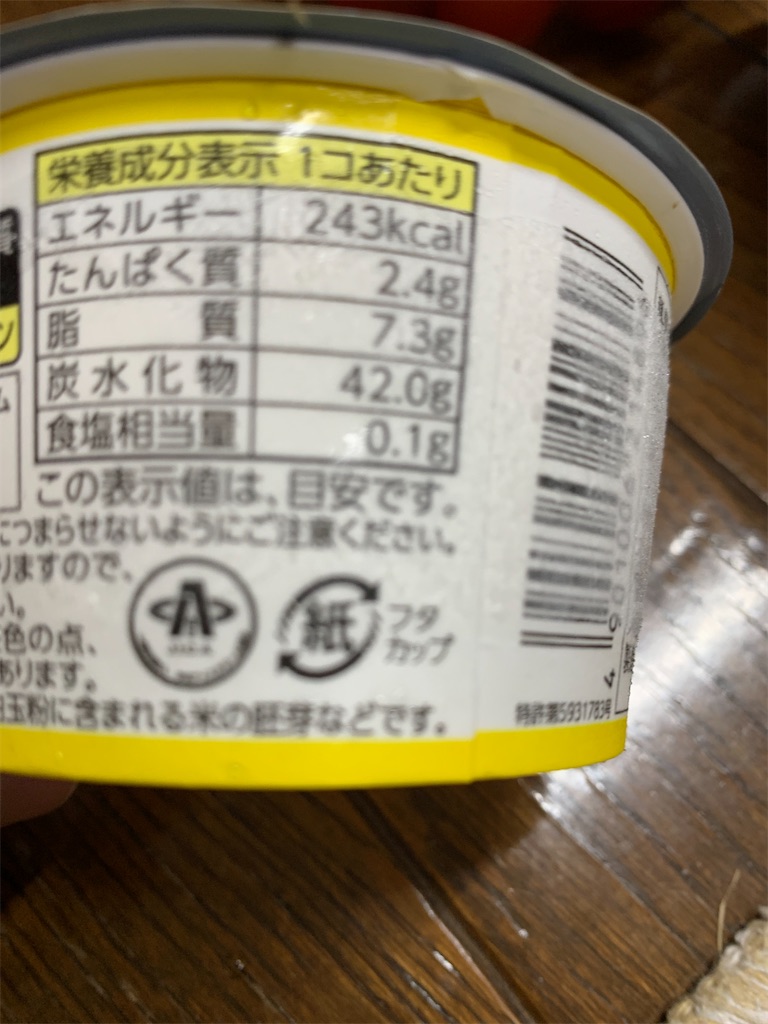 栄養成分表示 1コあたり
エネルギー 243kcal
たんぱく質 2.4g
脂質 7.3g
炭水化物 42.0g
食塩相当量 0.1g
この表示値は、目安です。
につまらせないようにご注意ください。
りますので、
い。
色の点、
あります。
白玉粉に含まれる米の胚芽などです。
紙
フタ
カップ
特許第5931783号